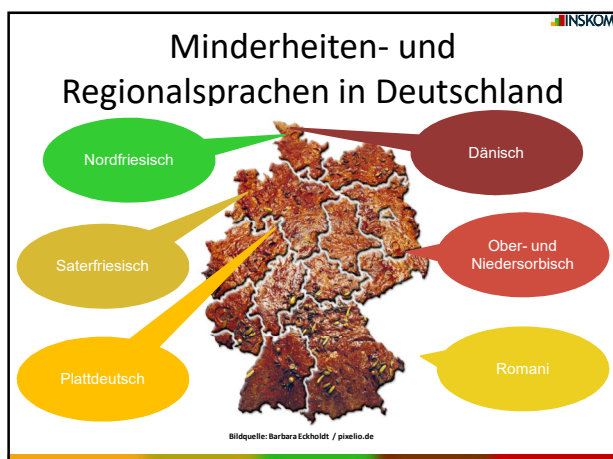 INSKOM
Minderheiten- und
Regionalsprachen in Deutschland
Nordfriesisch
Dänisch
Saterfriesisch
Ober- und
Niedersorbisch
Plattdeutsch
Romani
Bildquelle: Barbara Eckholdt / pixelio.de